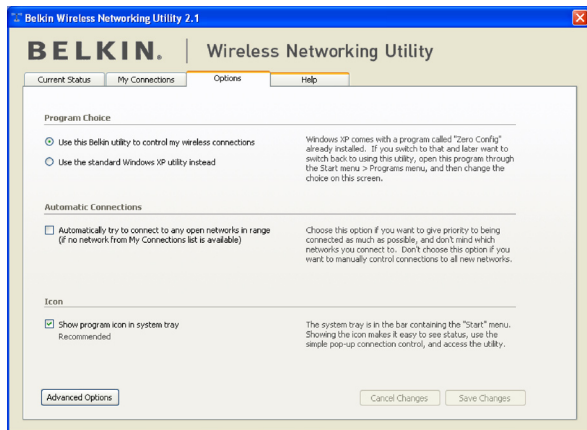 Belkin Wireless Networking Utility 2.1
BELKIN. | Wireless Networking Utility
Current Status
My Connections
Options
Help
Program Choice
Use this Belkin utility to control my wireless connections
Use the standard Windows XP utility instead
Windows XP comes with a program called "Zero Config"
already installed. If you switch to that and later want to
switch back to using this utility, open this program through
the Start menu > Programs menu, and then change the
choice on this screen.
Automatic Connections
Automatically try to connect to any open networks in range
(if no network from My Connections list is available)
Choose this option if you want to give priority to being
connected as much as possible, and don't mind which
networks you connect to. Don't choose this option if you
want to manually control connections to all new networks.
Icon
Show program icon in system tray
Recommended
The system tray is in the bar containing the "Start" menu.
Showing the icon makes it easy to see status, use the
simple pop-up connection control, and access the utility.
Advanced Options
Cancel Changes
Save Changes